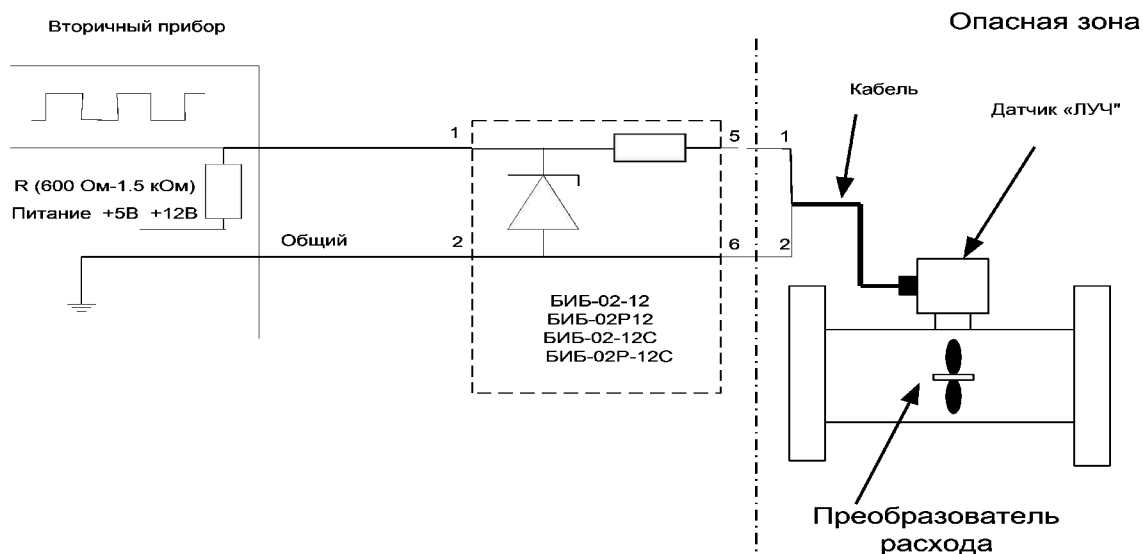 Опасная зона
Вторичный прибор
Кабель
Датчик «ЛУЧ"
1
5
1
R (600 Ом-1.5 кОм)
Питание +5В +12В
Общий
2
6
2
БИБ-02-12
БИБ-02Р12
БИБ-02-12С
БИБ-02Р-12С
Преобразователь
расхода